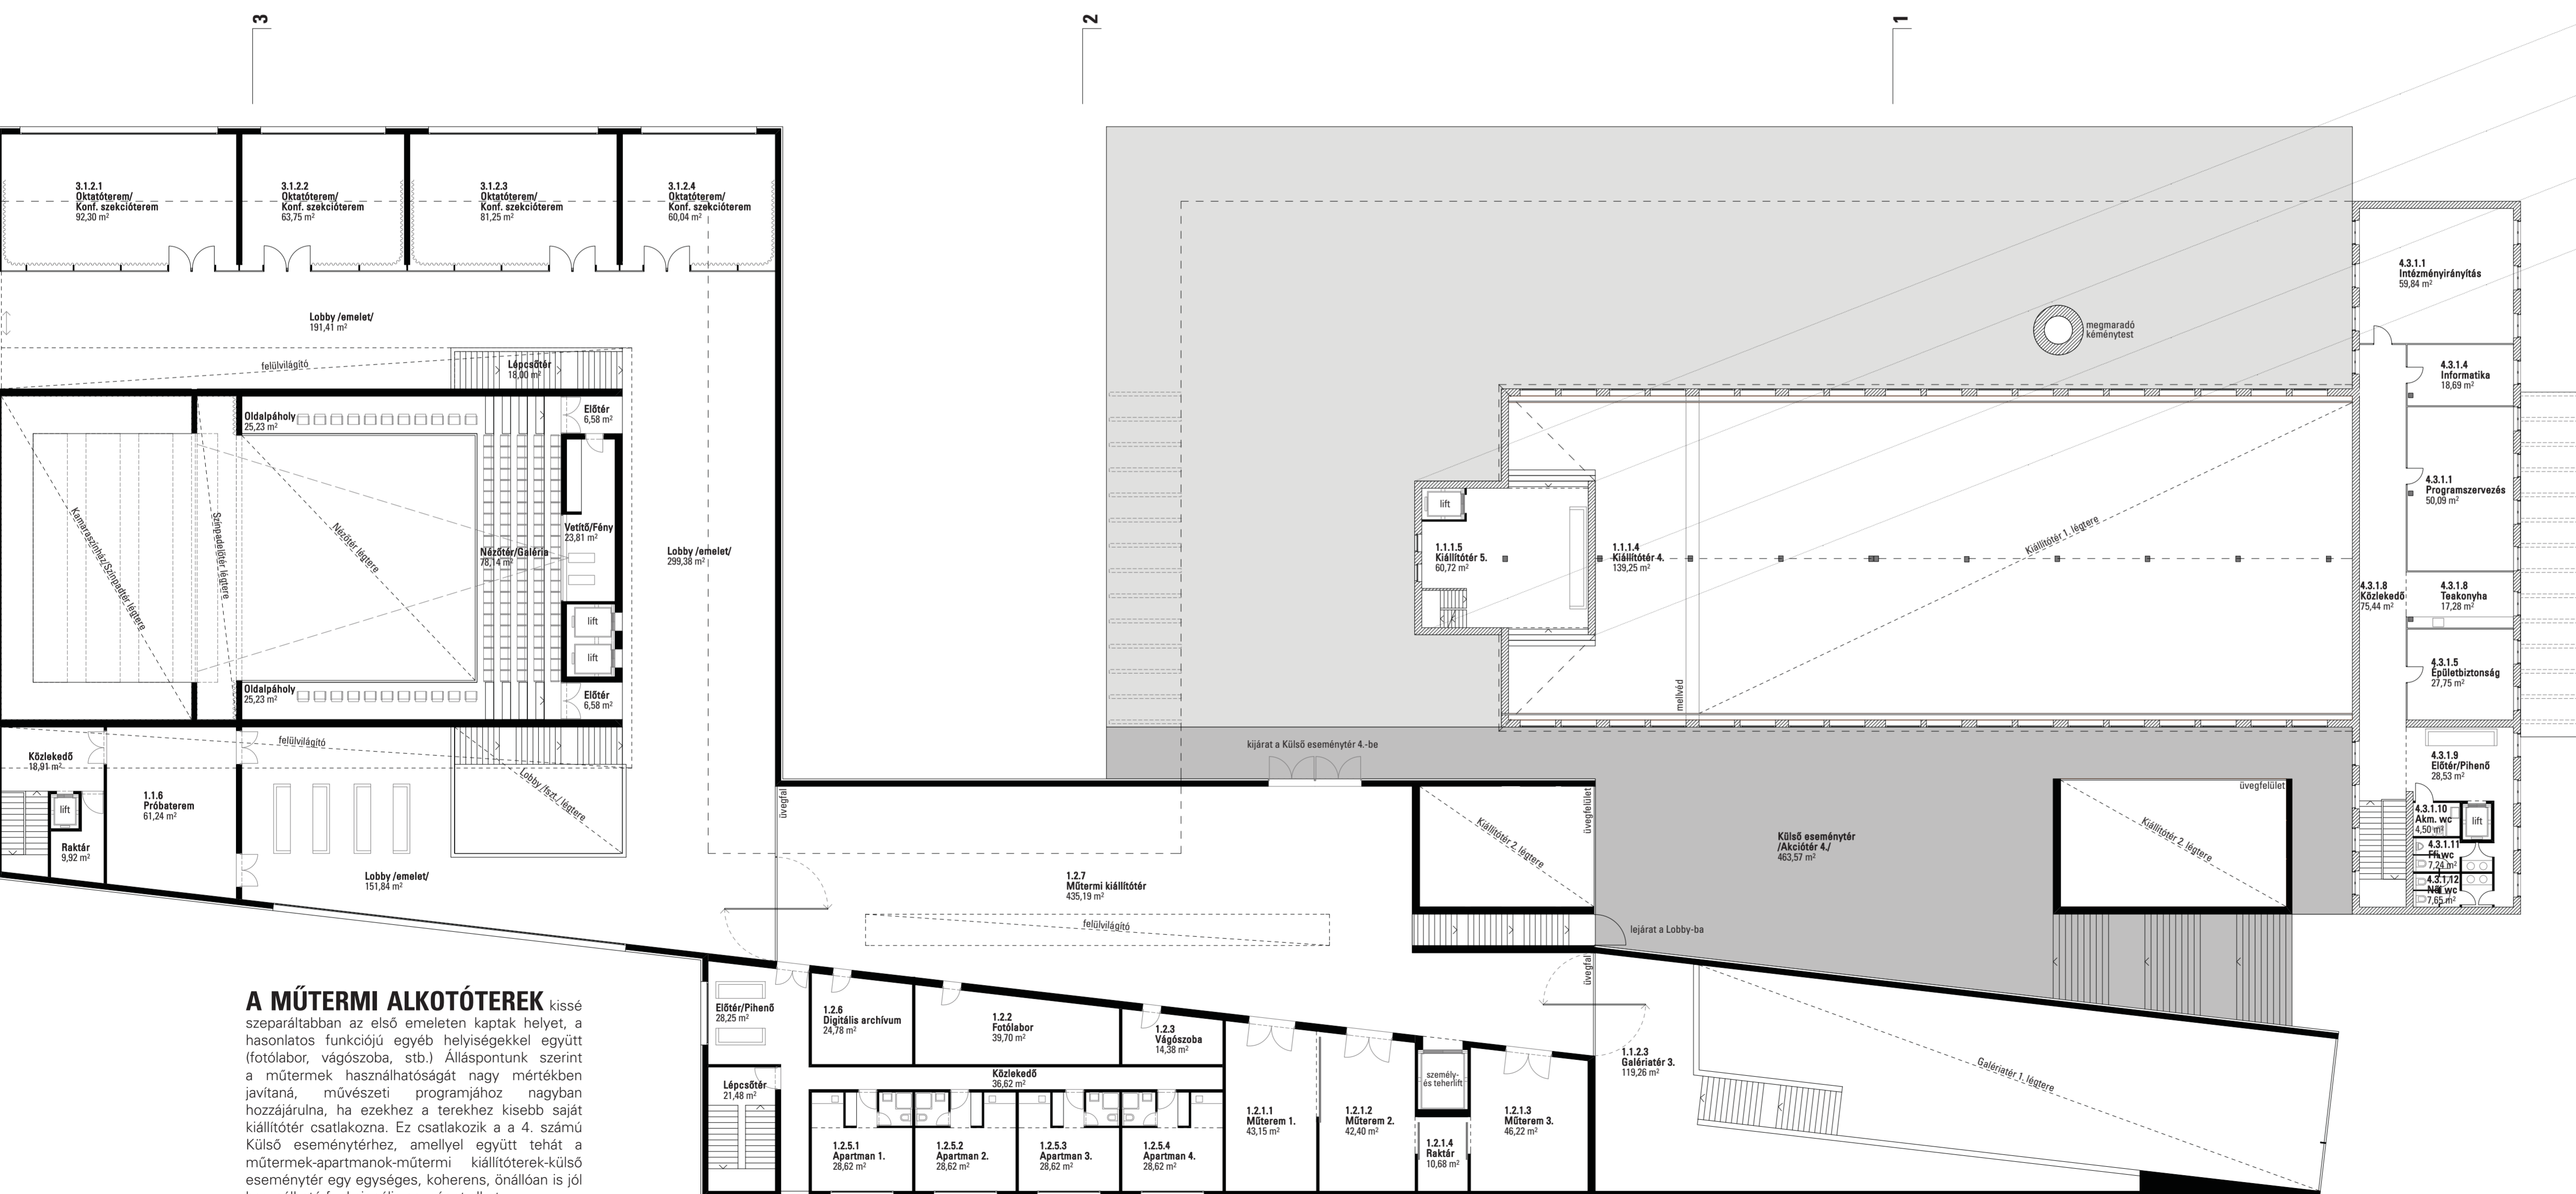 3
2
1
3.1.2.1
Oktatóterem/
Konf. szekcióterem
92,30 m²
3.1.2.2
Oktatóterem/
Konf. szekcióterem
63,75 m²
3.1.2.3
Oktatóterem/
Konf. szekcióterem
81,25 m²
3.1.2.4
Oktatóterem/
Konf. szekcióterem
60,04 m²
Lobby /emelet/
191,41 m²
felülvilágító
Lépcsőtér
18,00 m²
Oldalpáholy
25,23 m²
Előtér
6,58 m²
Kamaraszínház/Színpadtér légtere
Színpadelőtér légtere
Nézőtér légtere
Nézőtér/Galéria
78,14 m²
Vetítő/Fény
23,81 m²
lift
lift
Lobby /emelet/
299,38 m²
Oldalpáholy
25,23 m²
Előtér
6,58 m²
Közlekedő
18,91 m²
lift
Raktár
9,92 m²
1.1.6
Próbaterem
61,24 m²
felülvilágító
Lobby /fszt./ légtere
Lobby /emelet/
151,84 m²
üvegfal
megmaradó
kéménytest
lift
1.1.1.5
Kiállítótér 5.
60,72 m²
1.1.1.4
Kiállítótér 4.
139,25 m²
Kiállítótér 1. légtere
mellvéd
4.3.1.1
Intézményirányítás
59,84 m²
4.3.1.4
Informatika
18,69 m²
4.3.1.1
Programszervezés
50,09 m²
4.3.1.8
Közlekedő
75,44 m²
4.3.1.8
Teakonyha
17,28 m²
4.3.1.5
Épületbiztonság
27,75 m²
4.3.1.9
Előtér/Pihenő
28,53 m²
4.3.1.10
Akm. wc
4,50 m²
lift
4.3.1.11
Ffi wc
7,24 m²
4.3.1.12
Női wc
7,65 m²
kijárat a Külső eseménytér 4.-be
Kiállítótér 2. légtere
üvegfelület
Külső eseménytér
/Akciótér 4./
463,57 m²
üvegfelület
Kiállítótér 2. légtere
1.2.7
Műtermi kiállítótér
435,19 m²
felülvilágító
lejárat a Lobby-ba
üvegfal
1.1.2.3
Galériatér 3.
119,26 m²
Galériatér 1. légtere
Előtér/Pihenő
28,25 m²
1.2.6
Digitális archívum
24,78 m²
1.2.2
Fotólabor
39,70 m²
1.2.3
Vágószoba
14,38 m²
Közlekedő
36,62 m²
Lépcsőtér
21,48 m²
1.2.5.1
Apartman 1.
28,62 m²
1.2.5.2
Apartman 2.
28,62 m²
1.2.5.3
Apartman 3.
28,62 m²
1.2.5.4
Apartman 4.
28,62 m²
1.2.1.1
Műterem 1.
43,15 m²
1.2.1.2
Műterem 2.
42,40 m²
személy-
és teherlift
1.2.1.4
Raktár
10,68 m²
1.2.1.3
Műterem 3.
46,22 m²
A MŰTERMI ALKOTÓTEREK kissé
szeparáltabban az első emeleten kaptak helyet, a
hasonlatos funkciójú egyéb helyiségekkel együtt
(fotólabor, vágószoba, stb.) Álláspontunk szerint
a műtermek használhatóságát nagy mértékben
javítaná, művészeti programjához nagyban
hozzájárulna, ha ezekhez a terekhez kisebb saját
kiállítótér csatlakozna. Ez csatlakozik a a 4. számú
Külső eseménytérhez, amellyel együtt tehát a
műtermek-apartmanok-műtermi kiállítóterek-külső
eseménytér egy egységes, koherens, önállóan is jól